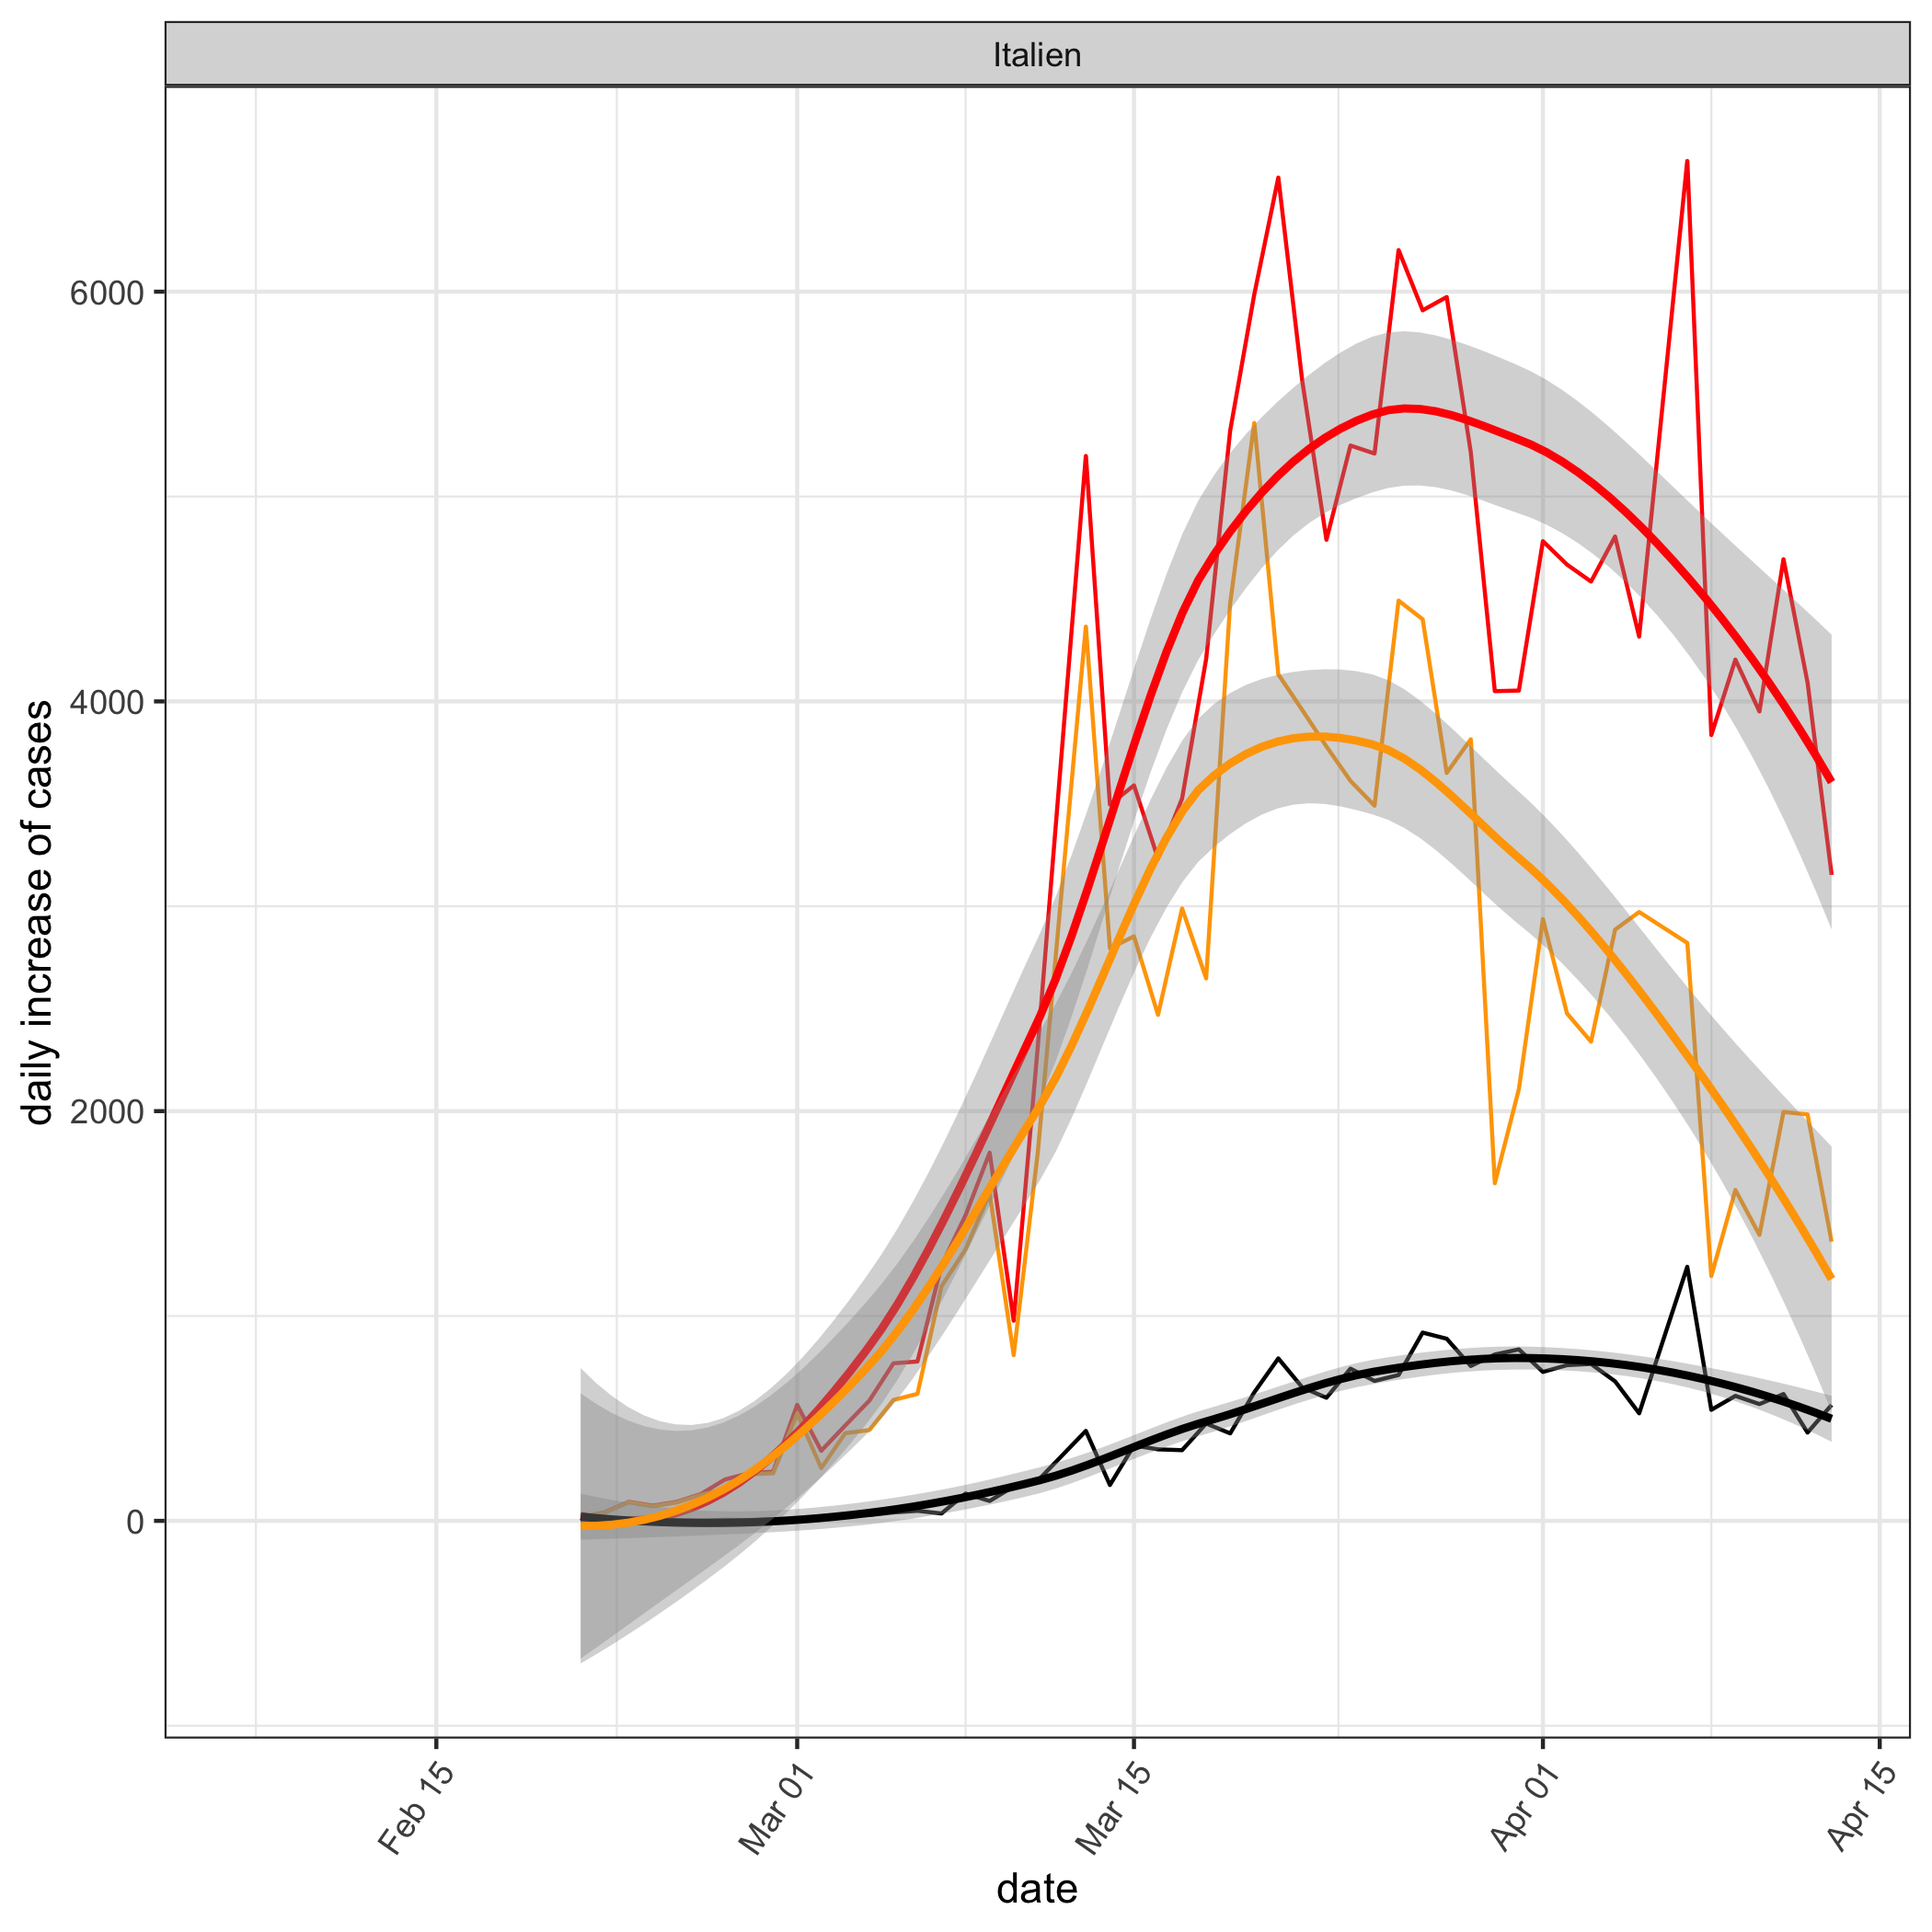 Italien
daily increase of cases
6000
4000
2000
0
Feb 15
Mar 01
Mar 15
Apr 01
Apr 15
date